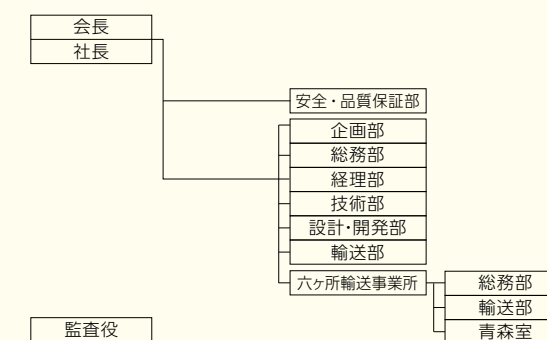 会長
社長
安全・品質保証部
企画部
総務部
経理部
技術部
設計・開発部
輸送部
六ヶ所輸送事業所
総務部
輸送部
青森室
監査役